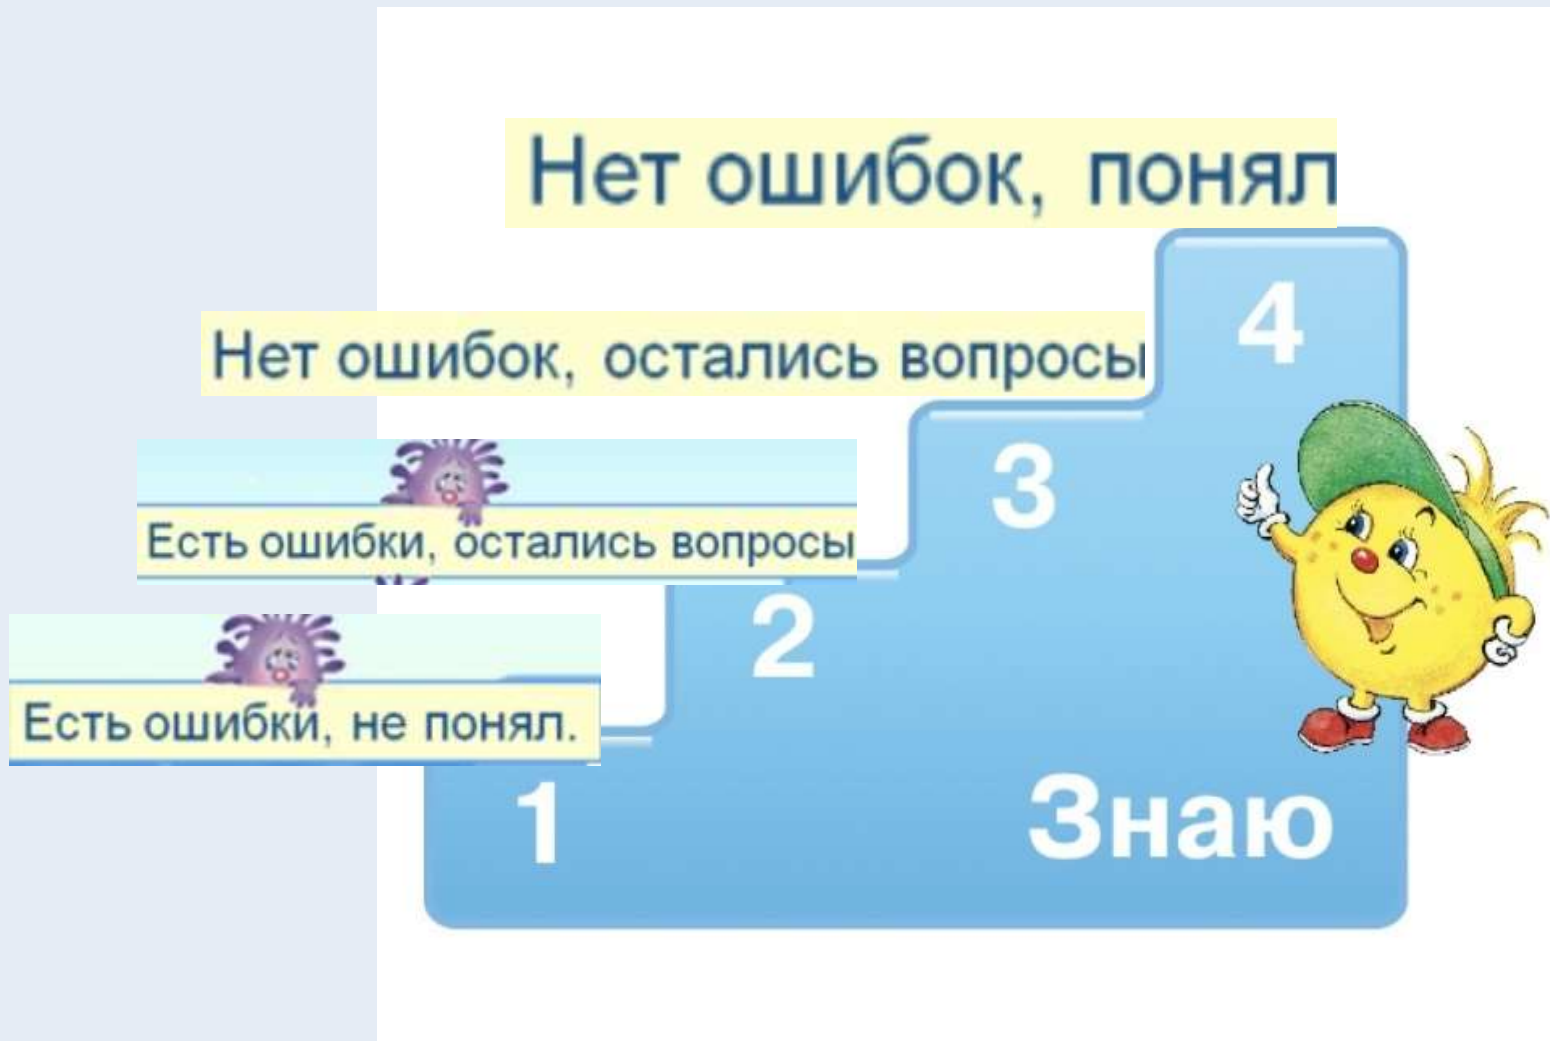 Нет ошибок, понял
4
Нет ошибок, остались вопросы
3
Есть ошибки, остались вопросы
2
Есть ошибки, не понял.
1
Знаю